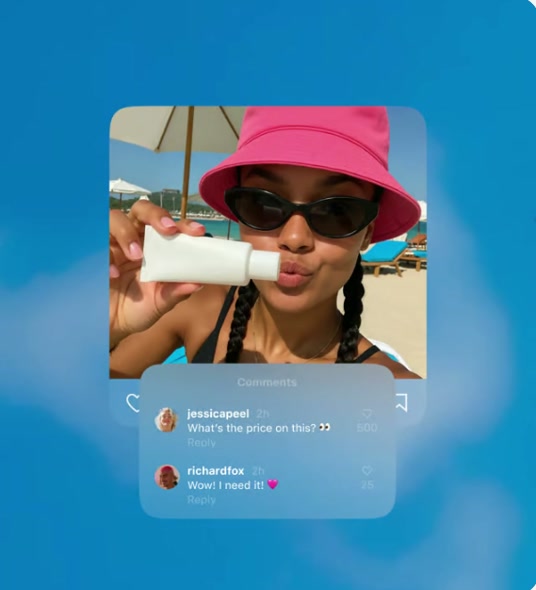 Comments
jessicapeel 2h
What's the price on this? 👀
500
Reply
richardfox 2h
Wow! I need it! 💗
25
Reply